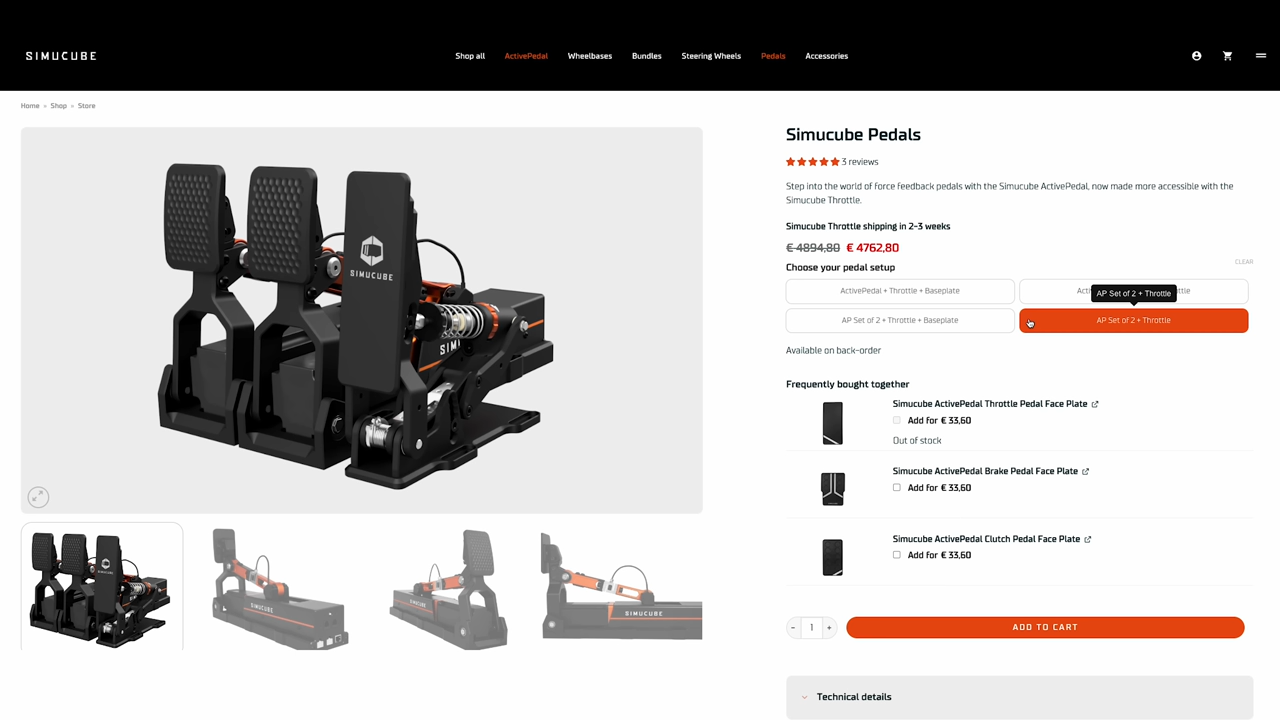 SIMUCUBE
Shop all
ActivePedal
Wheelbases
Bundles
Steering Wheels
Pedals
Accessories
Home » Shop » Store
SIMUCUBE
Simucube Pedals
3 reviews
Step into the world of force feedback pedals with the Simucube ActivePedal, now made more accessible with the
Simucube Throttle.
Simucube Throttle shipping in 2-3 weeks
€ 4894,80 € 4762,80
Choose your pedal setup
CLEAR
ActivePedal + Throttle + Baseplate
AP Set of 2 + Throttle
AP Set of 2 + Throttle + Baseplate
AP Set of 2 + Throttle
Available on back-order
Frequently bought together
Simucube ActivePedal Throttle Pedal Face Plate
Add for € 33,60
Out of stock
Simucube ActivePedal Brake Pedal Face Plate
Add for € 33,60
Simucube ActivePedal Clutch Pedal Face Plate
Add for € 33,60
SIMUCUBE
SIMUCUBE
SIMUCUBE
- 1 +
ADD TO CART
Technical details